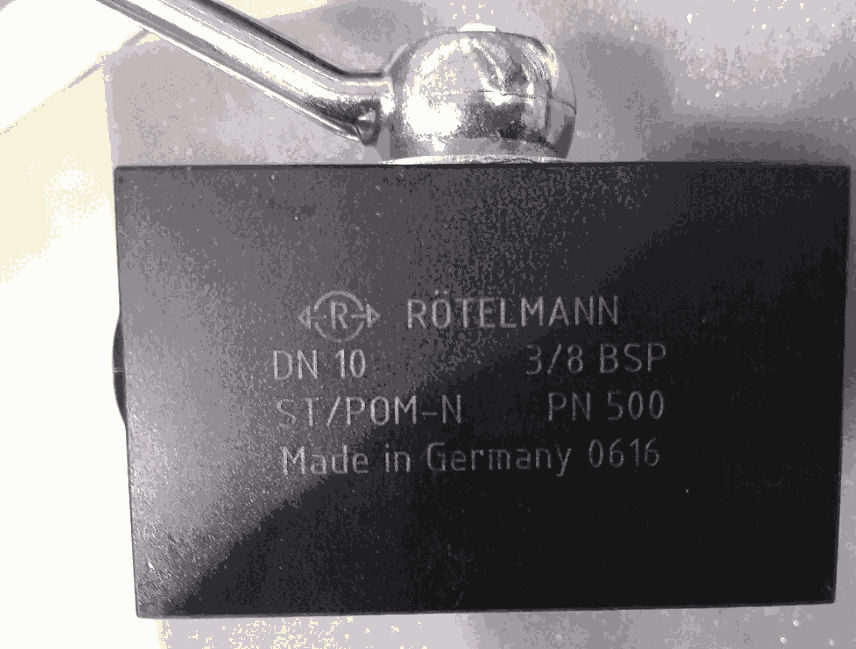 R RÖTELMANN
DN 10 3/8 BSP
ST/POM-N PN 500
Made in Germany 0616